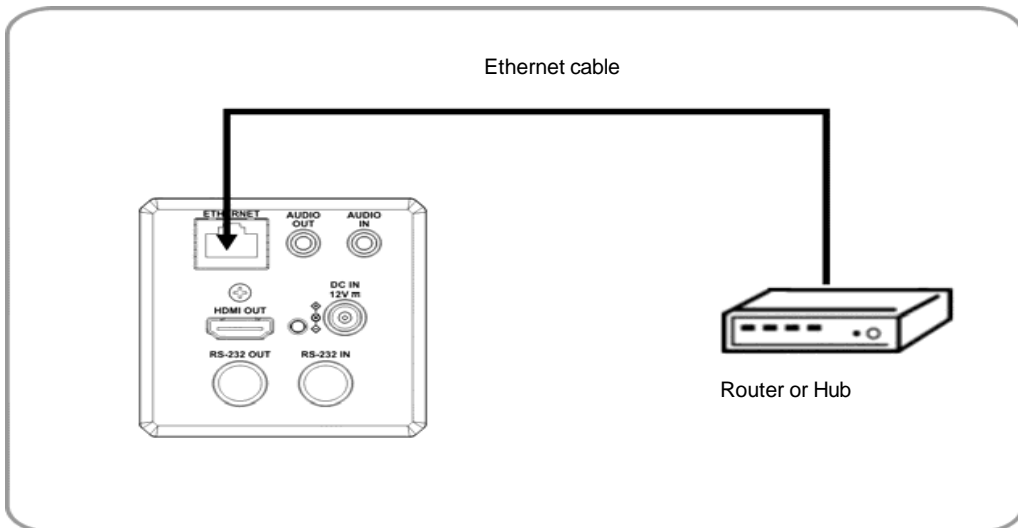 Ethernet cable
ETHERNET
AUDIO
OUT
AUDIO
IN
DC IN
12V
HDMI OUT
RS-232 OUT
RS-232 IN
Router or Hub